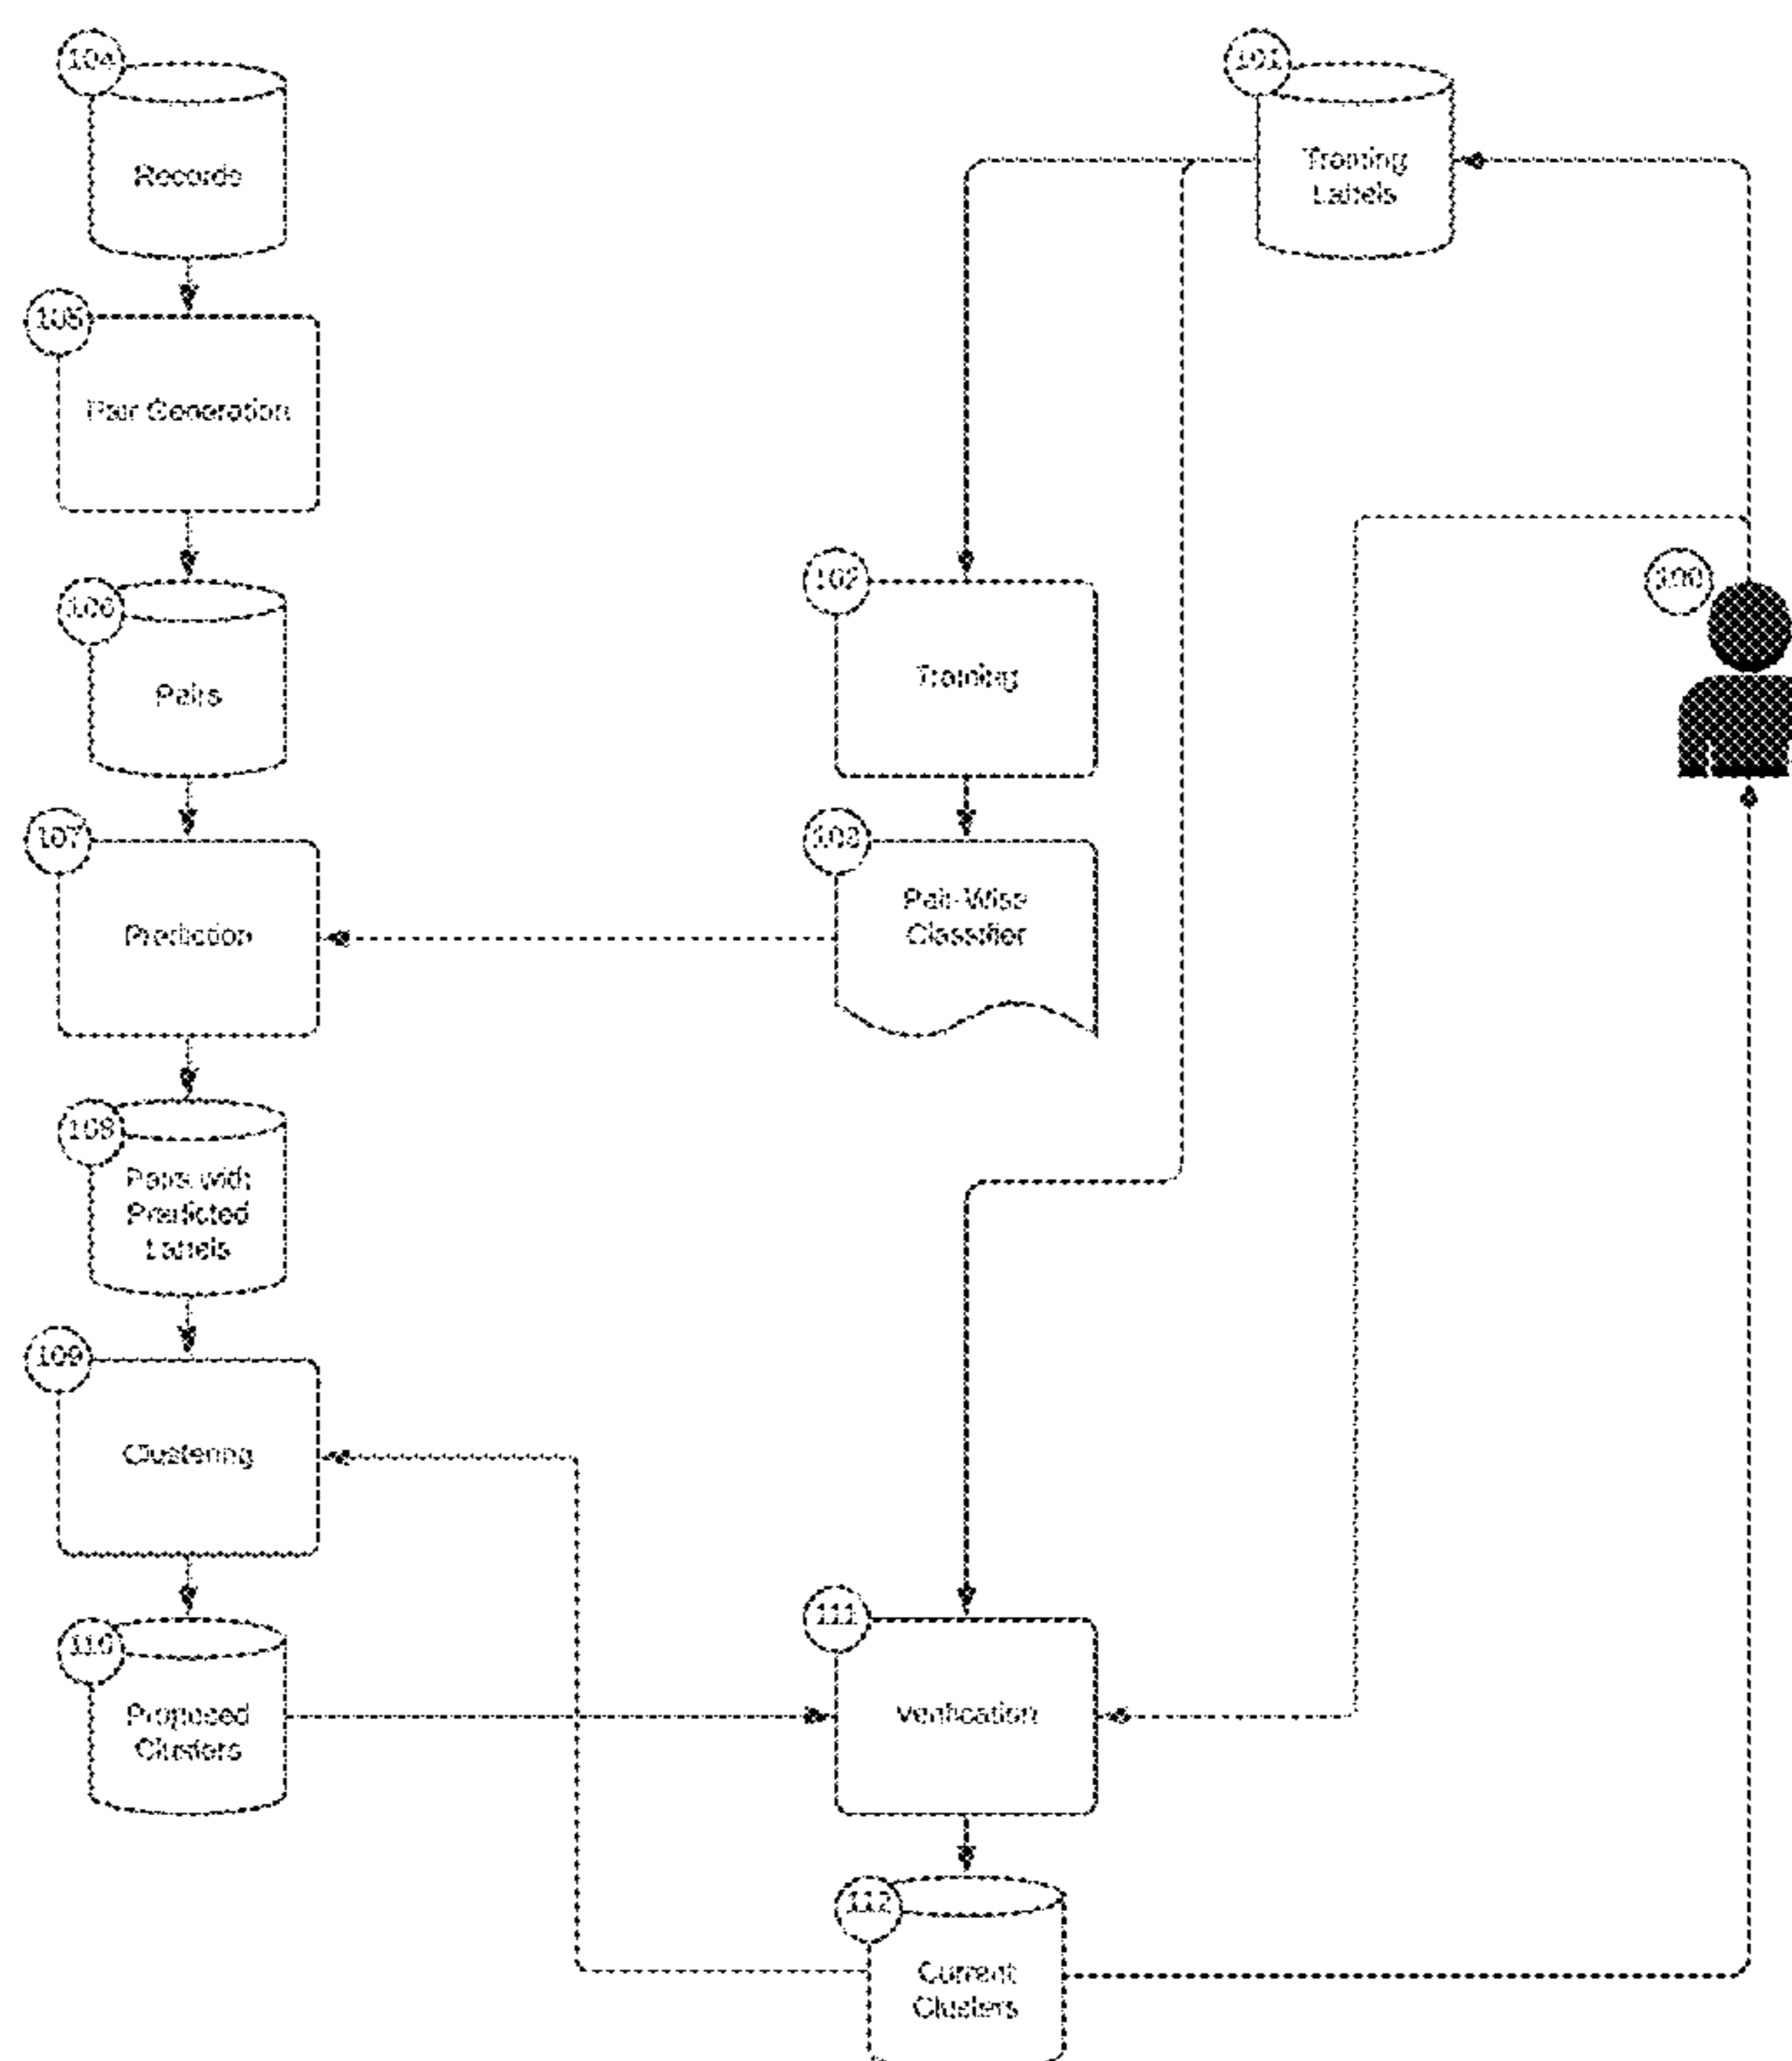 104
Records
105
Pair Generation
106
Pairs
107
Prediction
108
Pairs with
Predicted
Labels
109
Clustering
110
Proposed
Clusters
101
Training
Labels
102
Training
103
Pair-Wise
Classifier
100
111
Verification
112
Current
Clusters